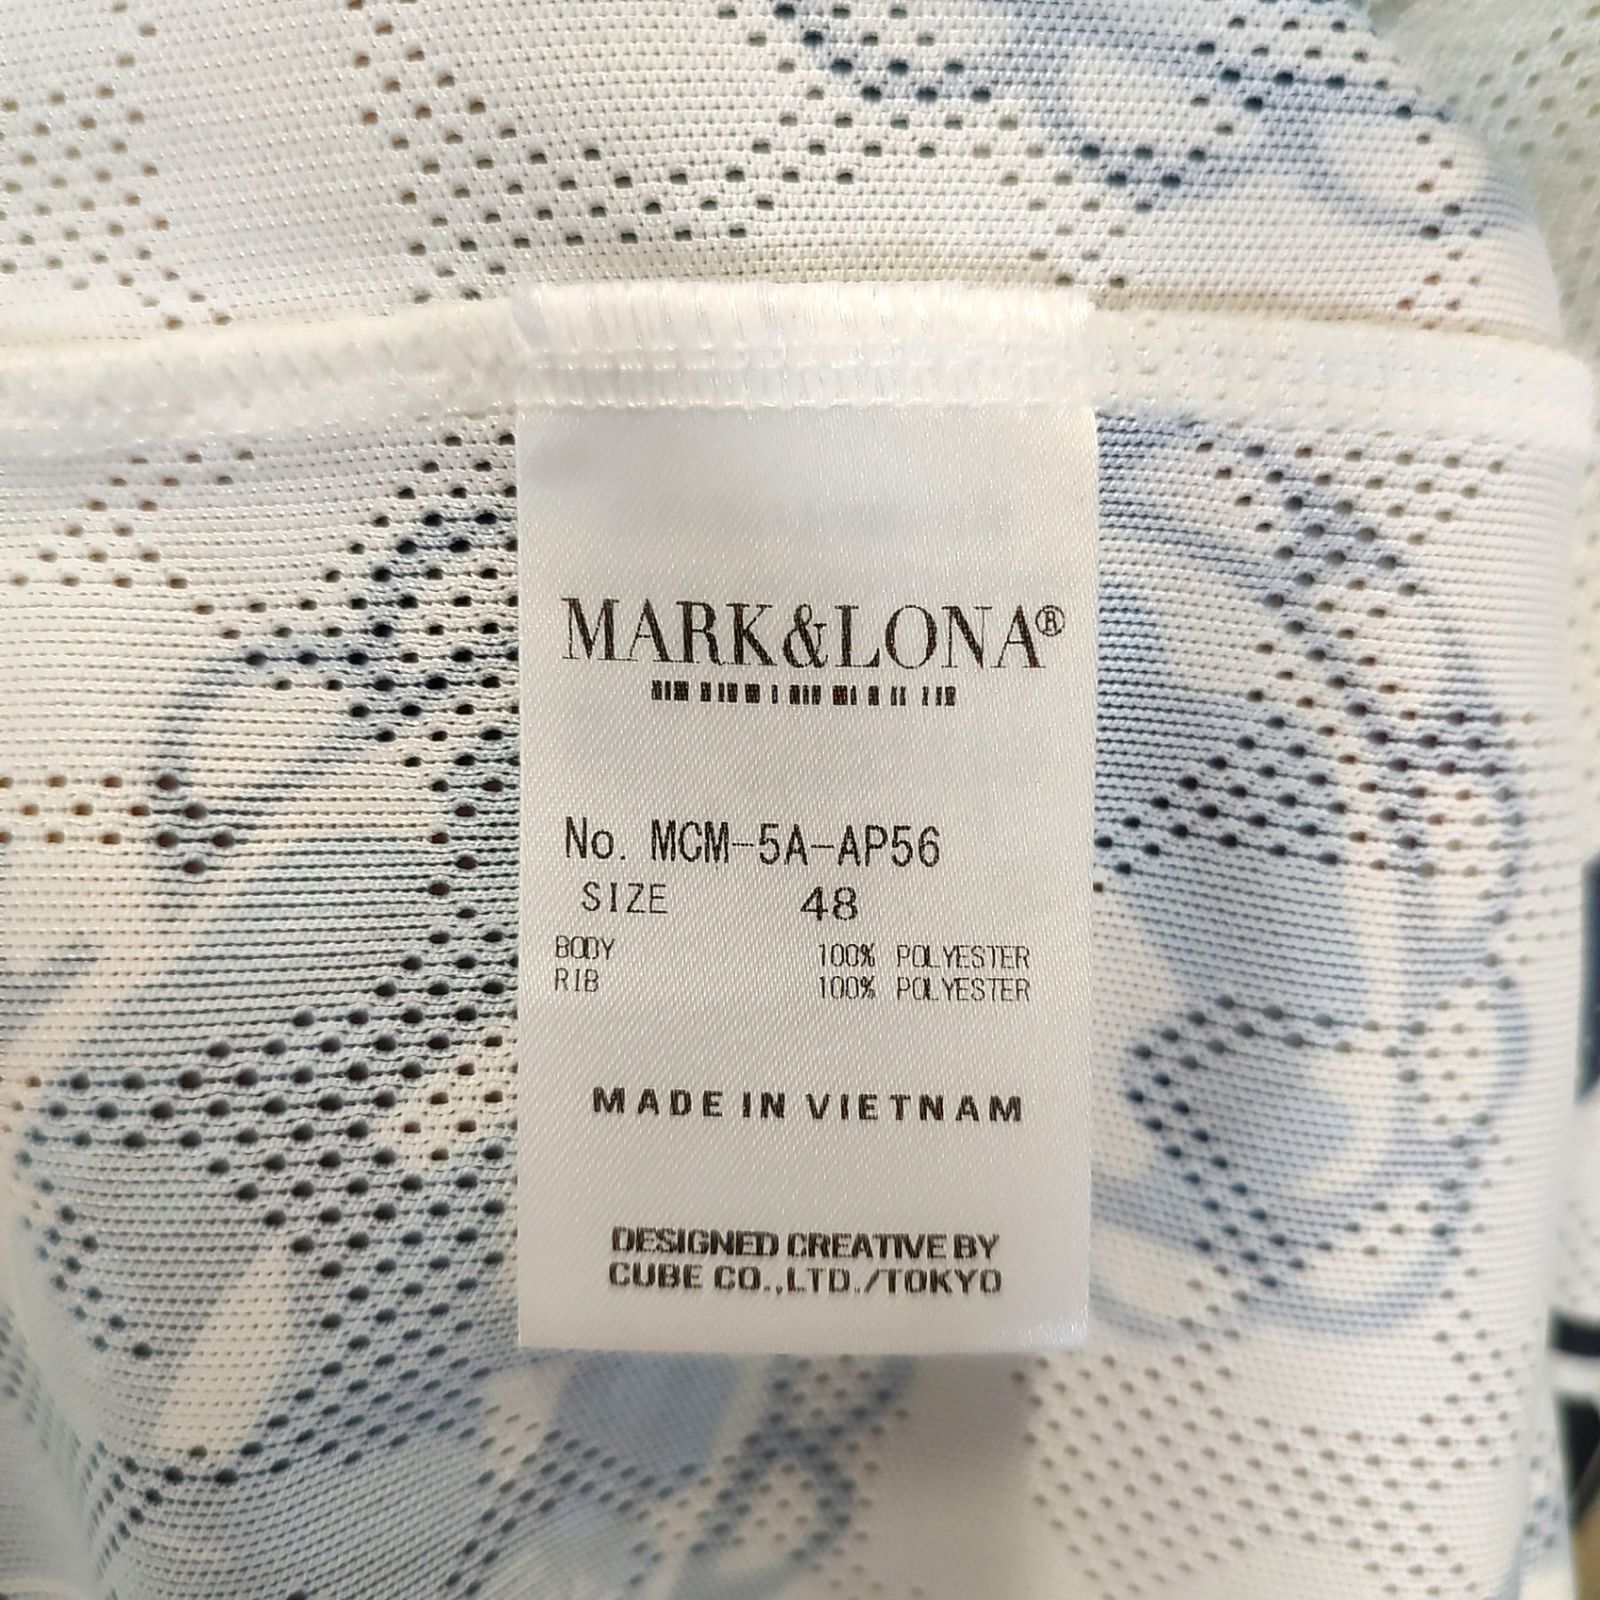 MARK&LONA®
No. MCM-5A-AP56
SIZE 48
BODY 100% POLYESTER
RIB 100% POLYESTER
MADE IN VIETNAM
DESIGNED CREATIVE BY
CUBE CO.,LTD./TOKYO